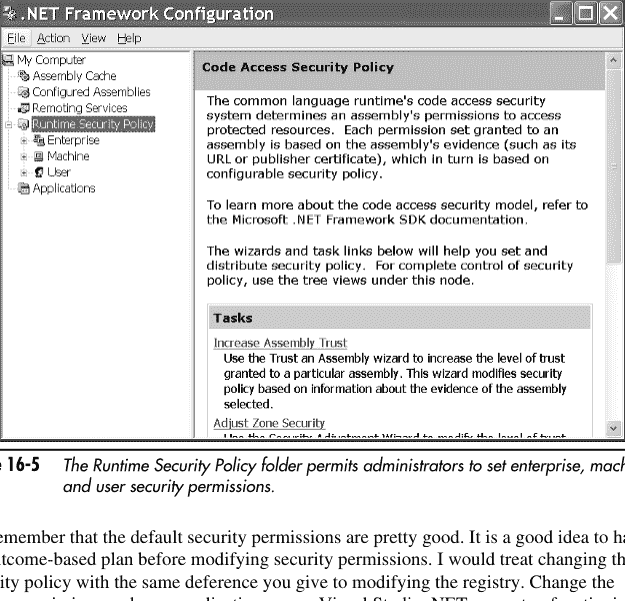 .NET Framework Configuration
File Action View Help
My Computer
Assembly Cache
Configured Assemblies
Remoting Services
Runtime Security Policy
Enterprise
Machine
User
Applications
Code Access Security Policy
The common language runtime's code access security
system determines an assembly's permissions to access
protected resources. Each permission set granted to an
assembly is based on the assembly's evidence (such as its
URL or publisher certificate), which in turn is based on
configurable security policy.
To learn more about the code access security model, refer to
the Microsoft .NET Framework SDK documentation.
The wizards and task links below will help you set and
distribute security policy. For complete control of security
policy, use the tree views under this node.
Tasks
Increase Assembly Trust
Use the Trust an Assembly wizard to increase the level of trust
granted to a particular assembly. This wizard modifies security
policy based on information about the evidence of the assembly
selected.
Adjust Zone Security
Use the Security Adjustment Wizard to modify the level of trust
e 16-5 The Runtime Security Policy folder permits administrators to set enterprise, mach
and user security permissions.
emember that the default security permissions are pretty good. It is a good idea to ha
tcome-based plan before modifying security permissions. I would treat changing th
ity policy with the same deference you give to modifying the registry. Change the